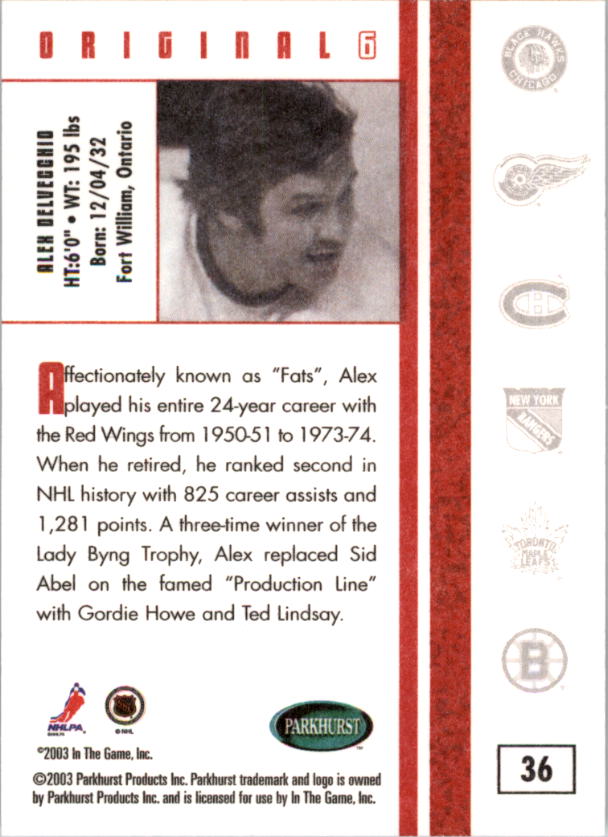 ORIGINAL 6
ALEX DELVECCHIO
HT:6'0" • WT: 195 lbs
Born: 12/04/32
Fort William, Ontario
Affectionately known as "Fats", Alex
played his entire 24-year career with
the Red Wings from 1950-51 to 1973-74.
When he retired, he ranked second in
NHL history with 825 career assists and
1,281 points. A three-time winner of the
Lady Byng Trophy, Alex replaced Sid
Abel on the famed "Production Line"
with Gordie Howe and Ted Lindsay.
NHLPA
©NHL
PARKHURST
™
©2003 In The Game, Inc.
©2003 Parkhurst Products Inc. Parkhurst trademark and logo is owned
by Parkhurst Products Inc. and is licensed for use by In The Game, Inc.
BLACK HAWKS
CHICAGO
C
H
NEW YORK
RANGERS
TORONTO
MAPLE
LEAFS
B
36